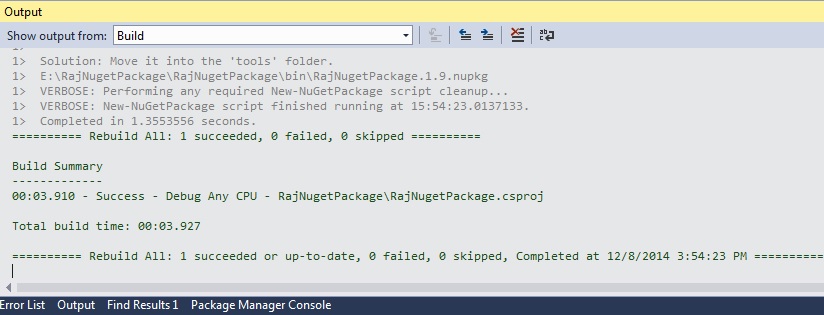 Output
Show output from: Build
1>
1> Solution: Move it into the 'tools' folder.
1> E:\RajNugetPackage\RajNugetPackage\bin\RajNugetPackage.1.9.nupkg
1> VERBOSE: Performing any required New-NuGetPackage script cleanup...
1> VERBOSE: New-NuGetPackage script finished running at 15:54:23.0137133.
1> Completed in 1.3553556 seconds.
========== Rebuild All: 1 succeeded, 0 failed, 0 skipped ==========
Build Summary
-------------
00:03.910 - Success - Debug Any CPU - RajNugetPackage\RajNugetPackage.csproj
Total build time: 00:03.927
========== Rebuild All: 1 succeeded or up-to-date, 0 failed, 0 skipped, Completed at 12/8/2014 3:54:23 PM ==========
Error List Output Find Results 1 Package Manager Console